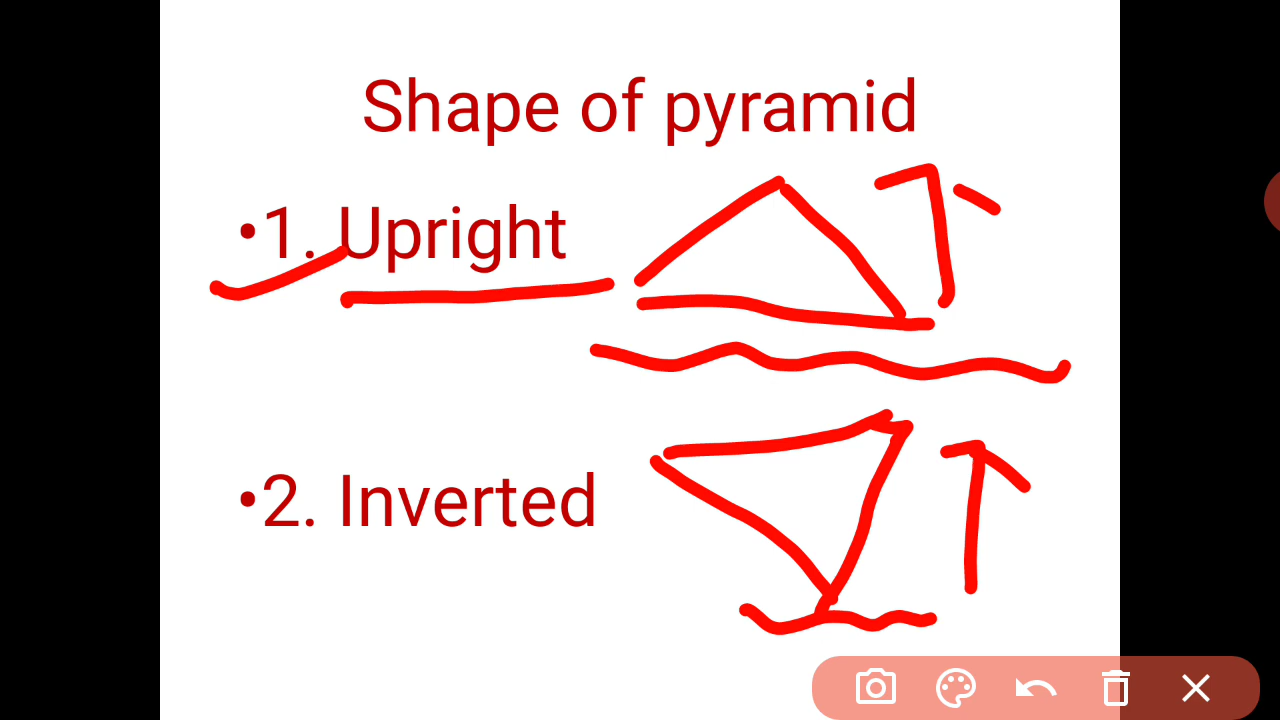 Shape of pyramid
•1. Upright
•2. Inverted